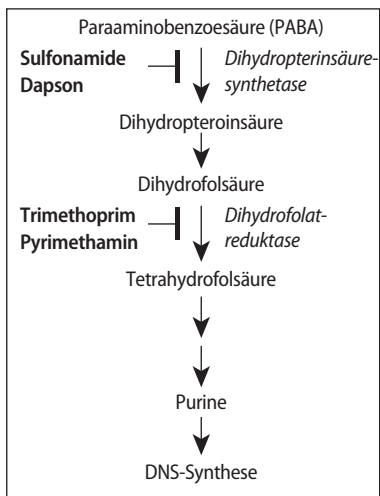 Paraaminobenzoesäure (PABA)
Sulfonamide
Dapson
Dihydropterinsäure-
synthetase
Dihydropteroinsäure
Dihydrofolsäure
Trimethoprim
Pyrimethamin
Dihydrofolat-
reduktase
Tetrahydrofolsäure
Purine
DNS-Synthese